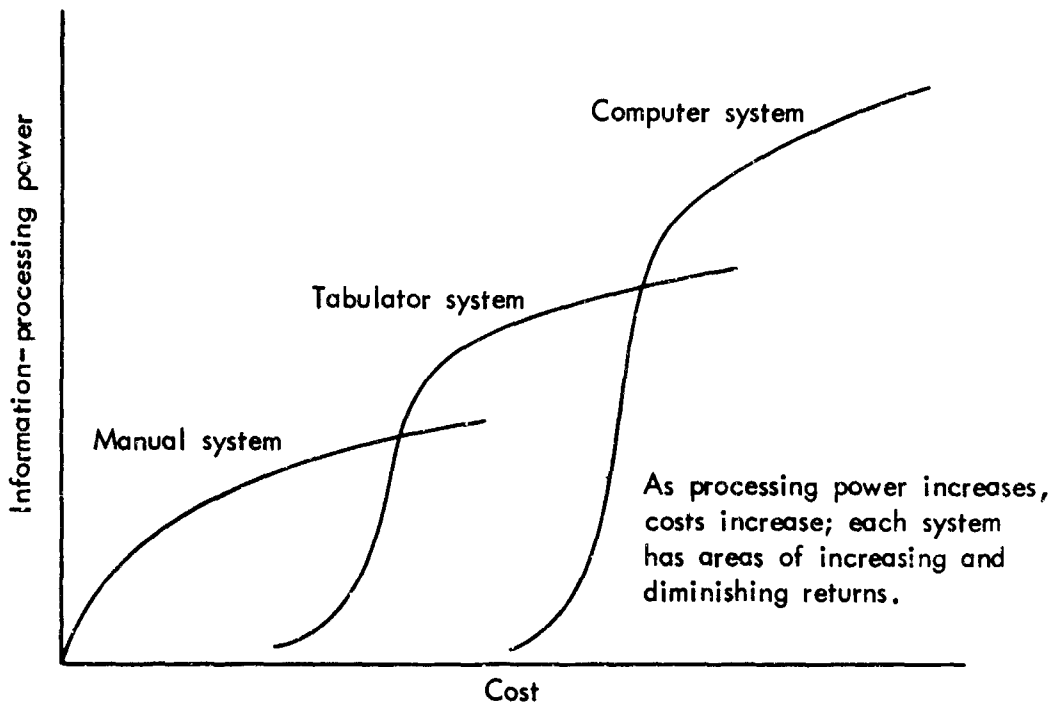 Information-processing power
Computer system
Tabulator system
Manual system
As processing power increases,
costs increase; each system
has areas of increasing and
diminishing returns.
Cost